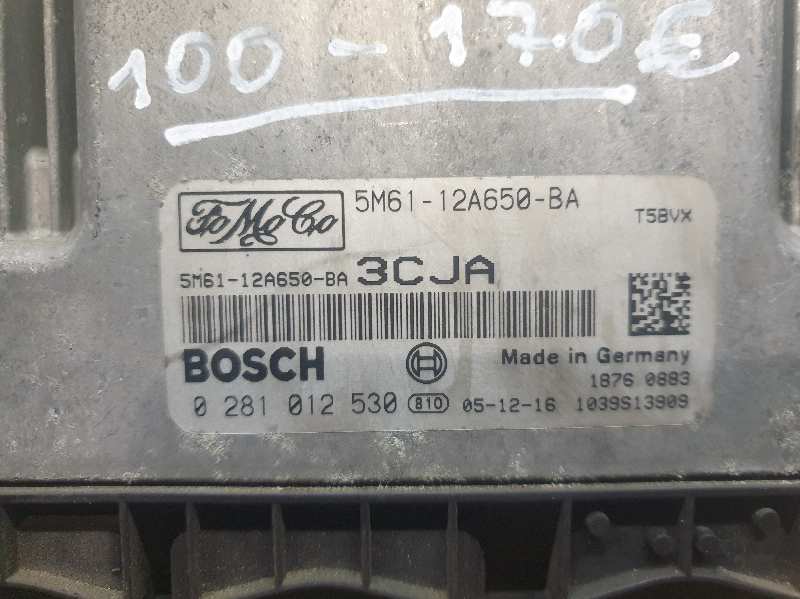 100 - 170€
FoMoCo 5M61-12A650-BA T5BVX
5M61-12A650-BA 3CJA
BOSCH Made in Germany
1876 0883
0 281 012 530 810 05-12-16 1039S13909